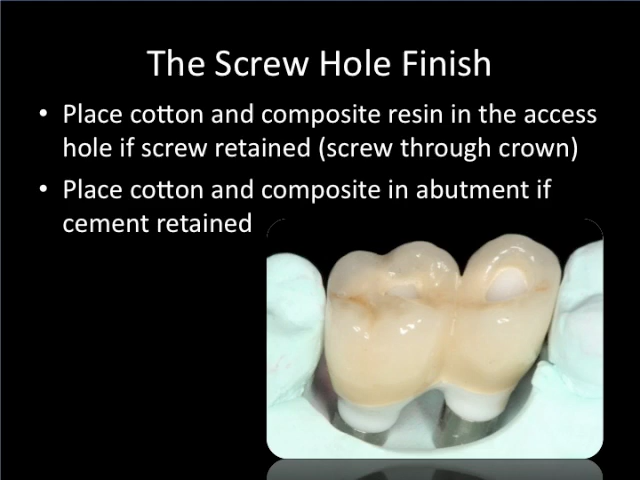 The Screw Hole Finish
• Place cotton and composite resin in the access
hole if screw retained (screw through crown)
• Place cotton and composite in abutment if
cement retained